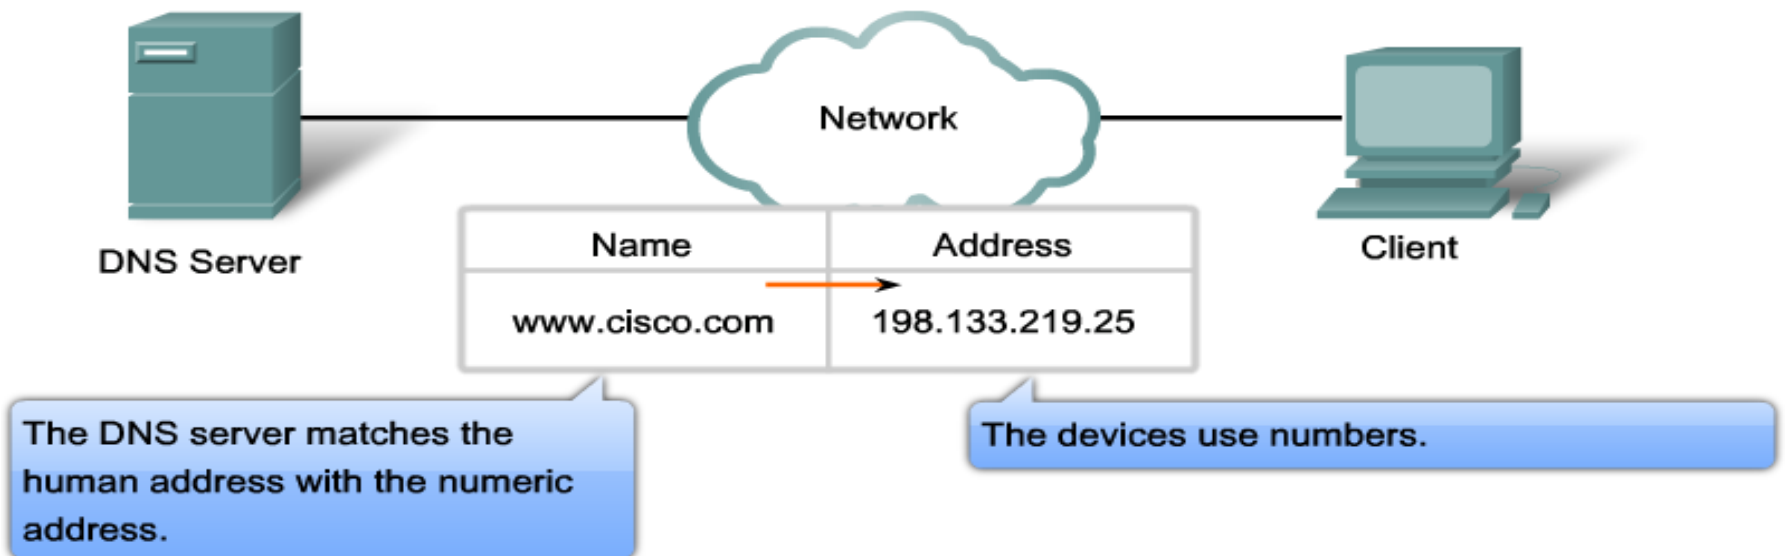 Network
DNS Server
Client
Name
Address
www.cisco.com
198.133.219.25
The DNS server matches the
human address with the numeric
address.
The devices use numbers.